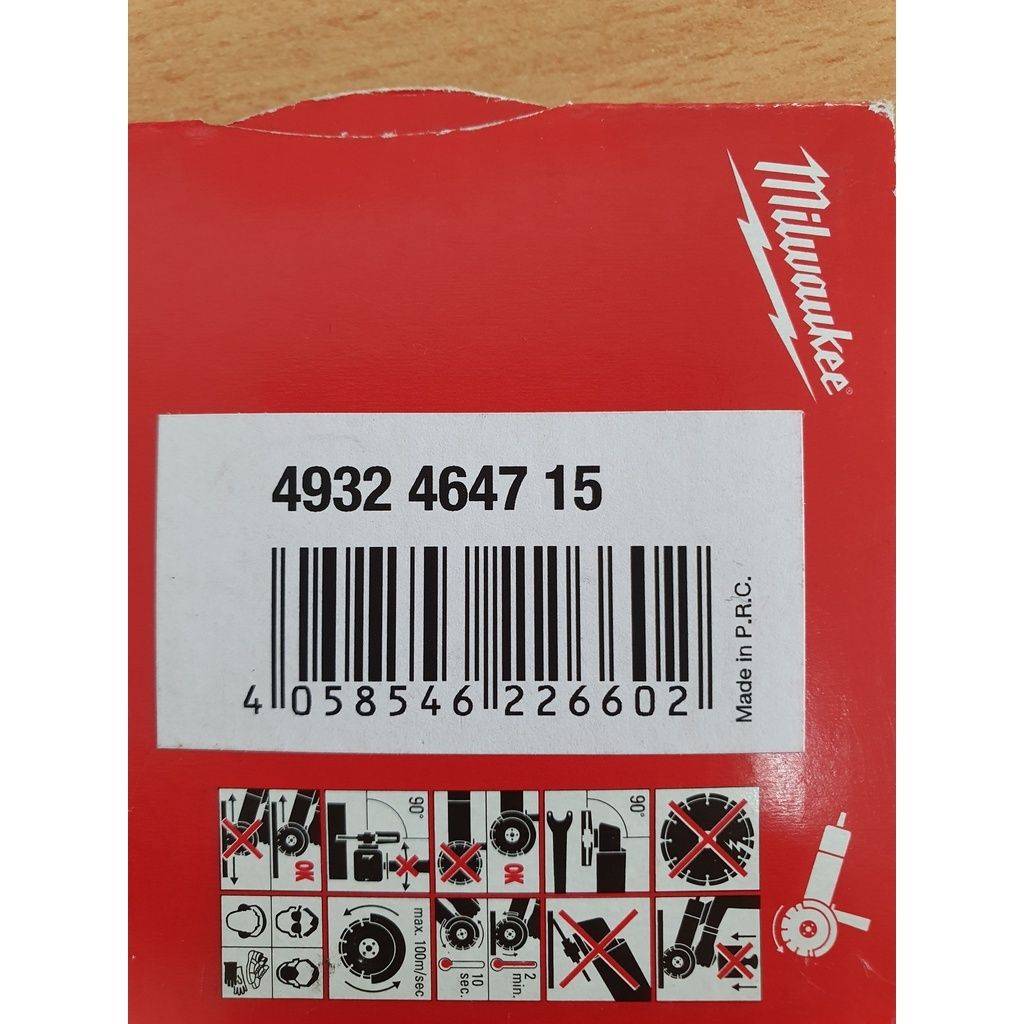 Milwaukee®
4932 4647 15
4 058546 226602
Made in P.R.C.
OK
90°
OK
90°
max. 100m/sec
10 sec.
2 min.